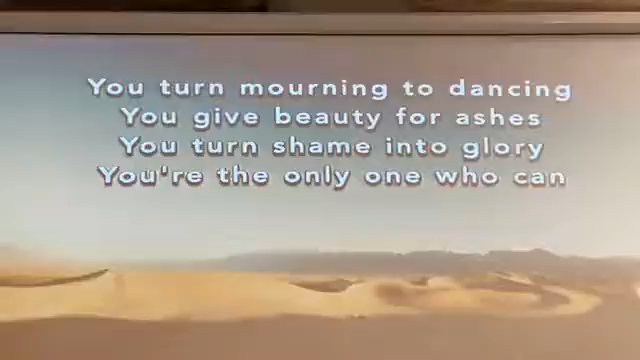 You turn mourning to dancing
You give beauty for ashes
You turn shame into glory
You're the only one who can